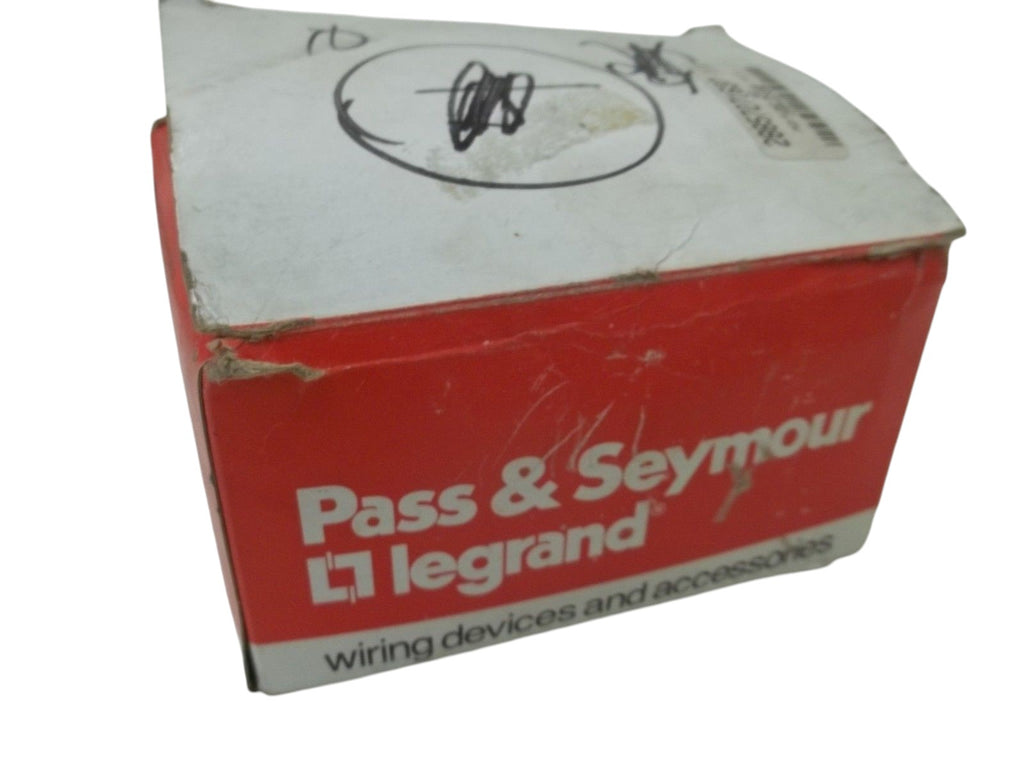 Pass & Seymour
legrand®
wiring devices and accessories